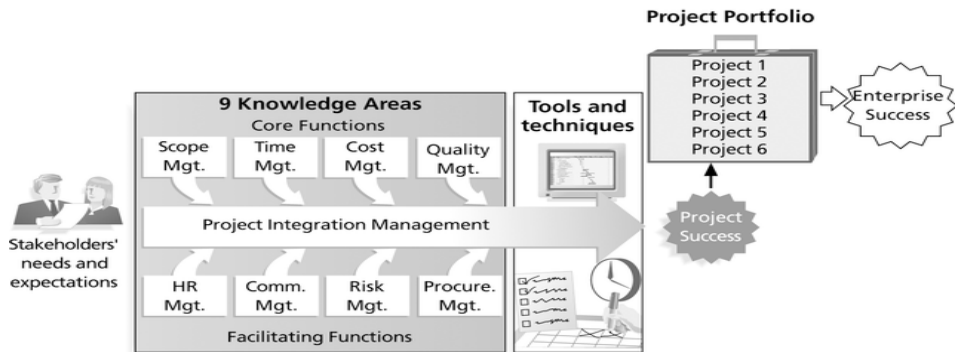 Project Portfolio
Project 1
Project 2
Project 3
Project 4
Project 5
Project 6
Enterprise
Success
9 Knowledge Areas
Core Functions
Scope
Mgt.
Time
Mgt.
Cost
Mgt.
Quality
Mgt.
Tools and
techniques
Project Integration Management
Project
Success
Stakeholders'
needs and
expectations
HR
Mgt.
Comm.
Mgt.
Risk
Mgt.
Procure.
Mgt.
Facilitating Functions